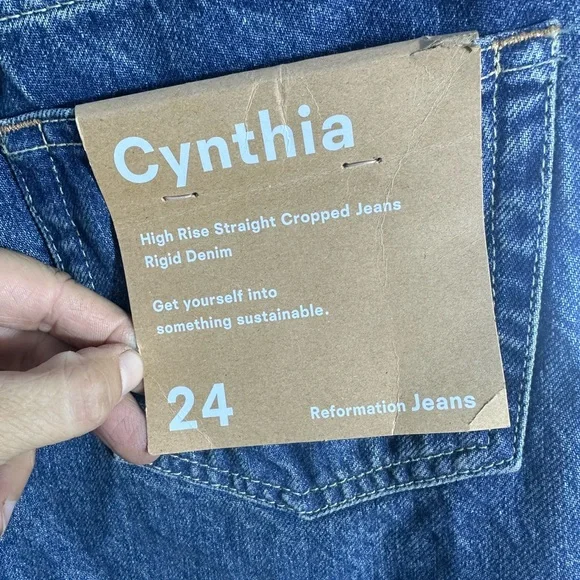 Cynthia
High Rise Straight Cropped Jeans
Rigid Denim
Get yourself into
something sustainable.
24
Reformation Jeans